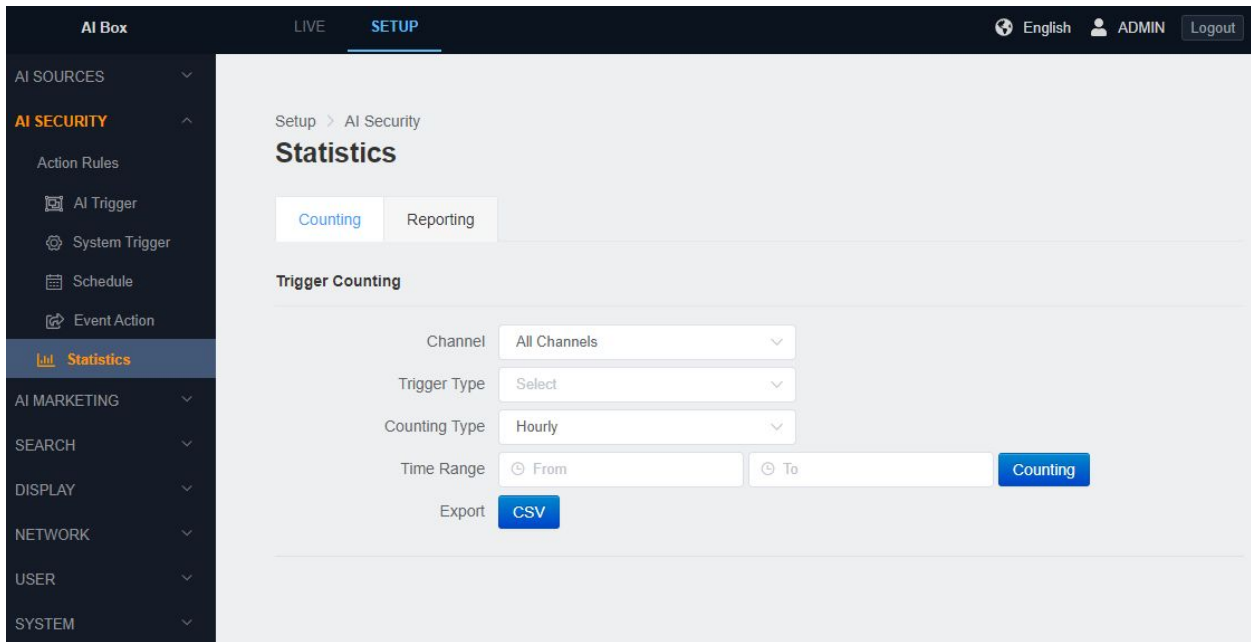 AI Box LIVE SETUP English ADMIN Logout
AI SOURCES
AI SECURITY
Action Rules
AI Trigger
System Trigger
Schedule
Event Action
Statistics
AI MARKETING
SEARCH
DISPLAY
NETWORK
USER
SYSTEM
Setup > AI Security
Statistics
Counting Reporting
Trigger Counting
Channel All Channels
Trigger Type Select
Counting Type Hourly
Time Range From To Counting
Export CSV